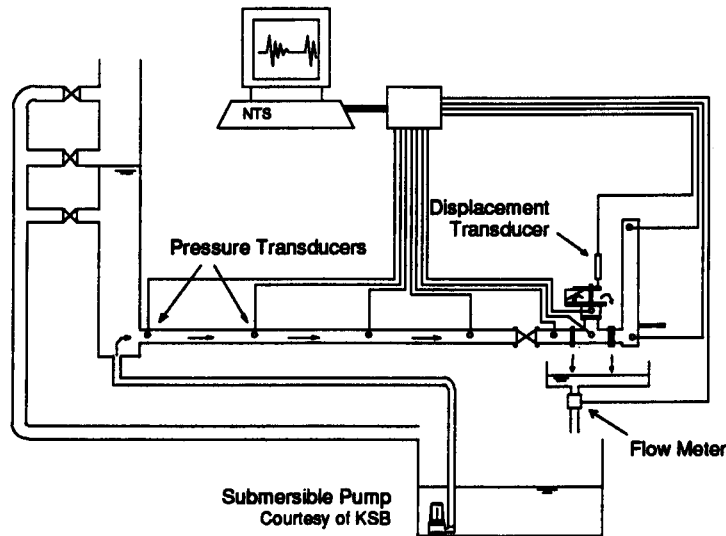 NTS
Displacement
Transducer
Pressure Transducers
Flow Meter
Submersible Pump
Courtesy of KSB